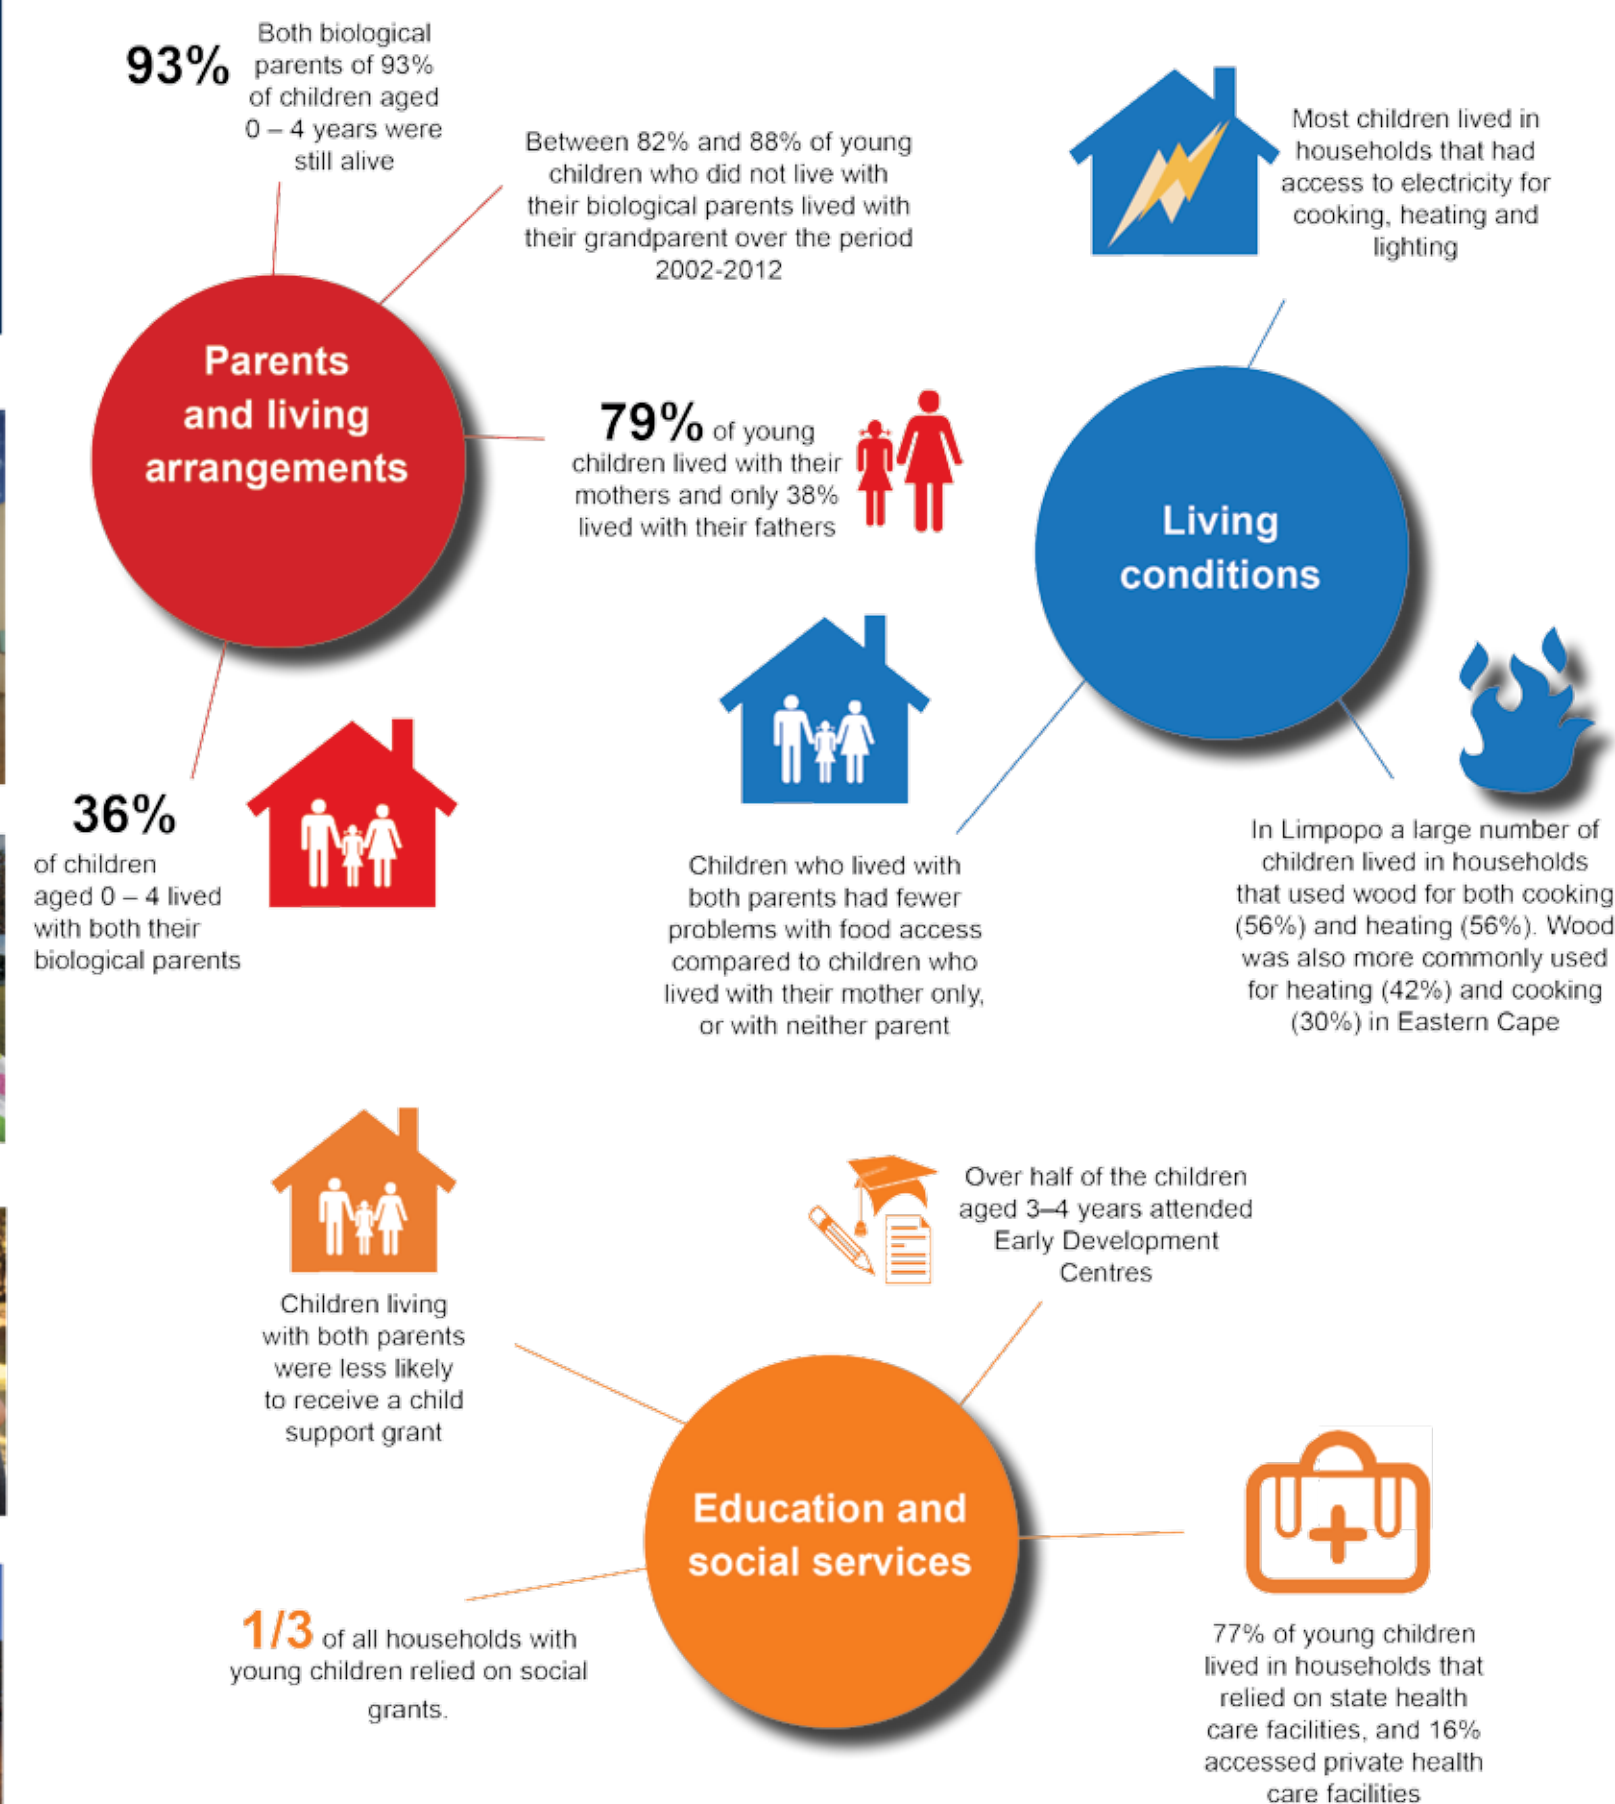 93%
Both biological
parents of 93%
of children aged
0 – 4 years were
still alive
Between 82% and 88% of young
children who did not live with
their biological parents lived with
their grandparent over the period
2002-2012
Parents
and living
arrangements
79% of young
children lived with their
mothers and only 38%
lived with their fathers
36%
of children
aged 0 – 4 lived
with both their
biological parents
Most children lived in
households that had
access to electricity for
cooking, heating and
lighting
Living
conditions
Children who lived with
both parents had fewer
problems with food access
compared to children who
lived with their mother only,
or with neither parent
In Limpopo a large number of
children lived in households
that used wood for both cooking
(56%) and heating (56%). Wood
was also more commonly used
for heating (42%) and cooking
(30%) in Eastern Cape
Children living
with both parents
were less likely
to receive a child
support grant
Over half of the children
aged 3–4 years attended
Early Development
Centres
Education and
social services
1/3 of all households with
young children relied on social
grants.
77% of young children
lived in households that
relied on state health
care facilities, and 16%
accessed private health
care facilities